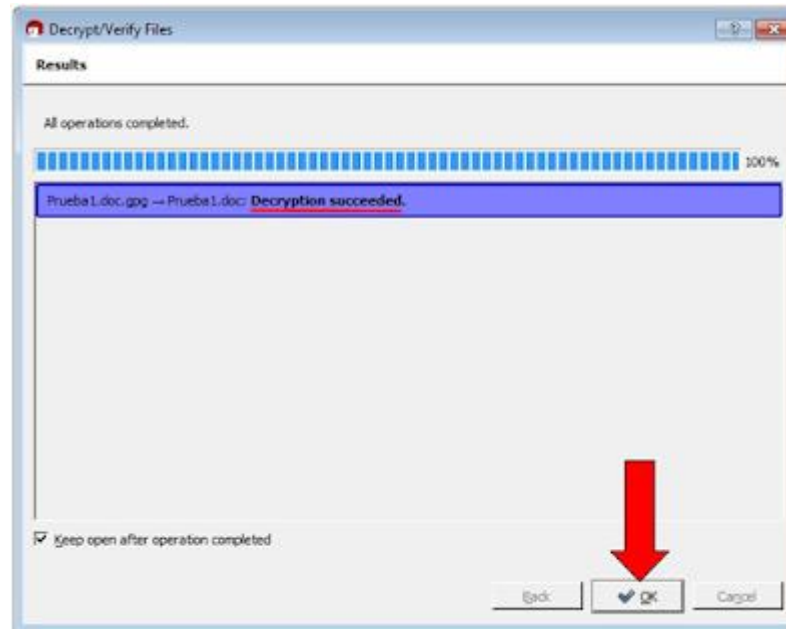 Decrypt/Verify Files
Results
All operations completed.
100%
Prueba1.doc.gpg → Prueba1.doc: Decryption succeeded.
Keep open after operation completed
Back OK Cancel